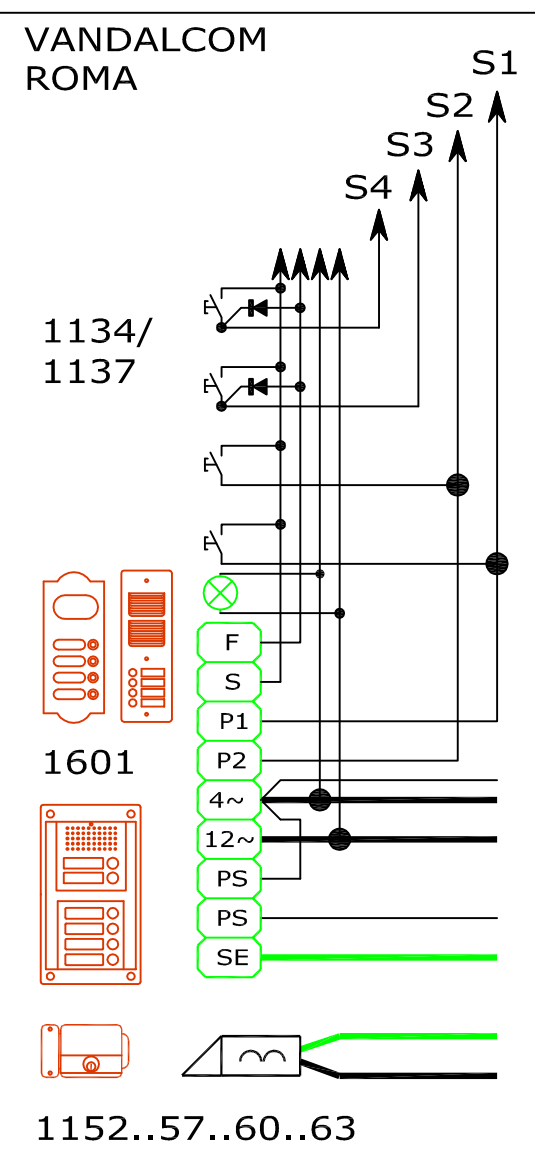 VANDALCOM
ROMA
S1
S2
S3
S4
1134/
1137
F
S
P1
P2
1601
4~
12~
PS
PS
SE
1152..57..60..63